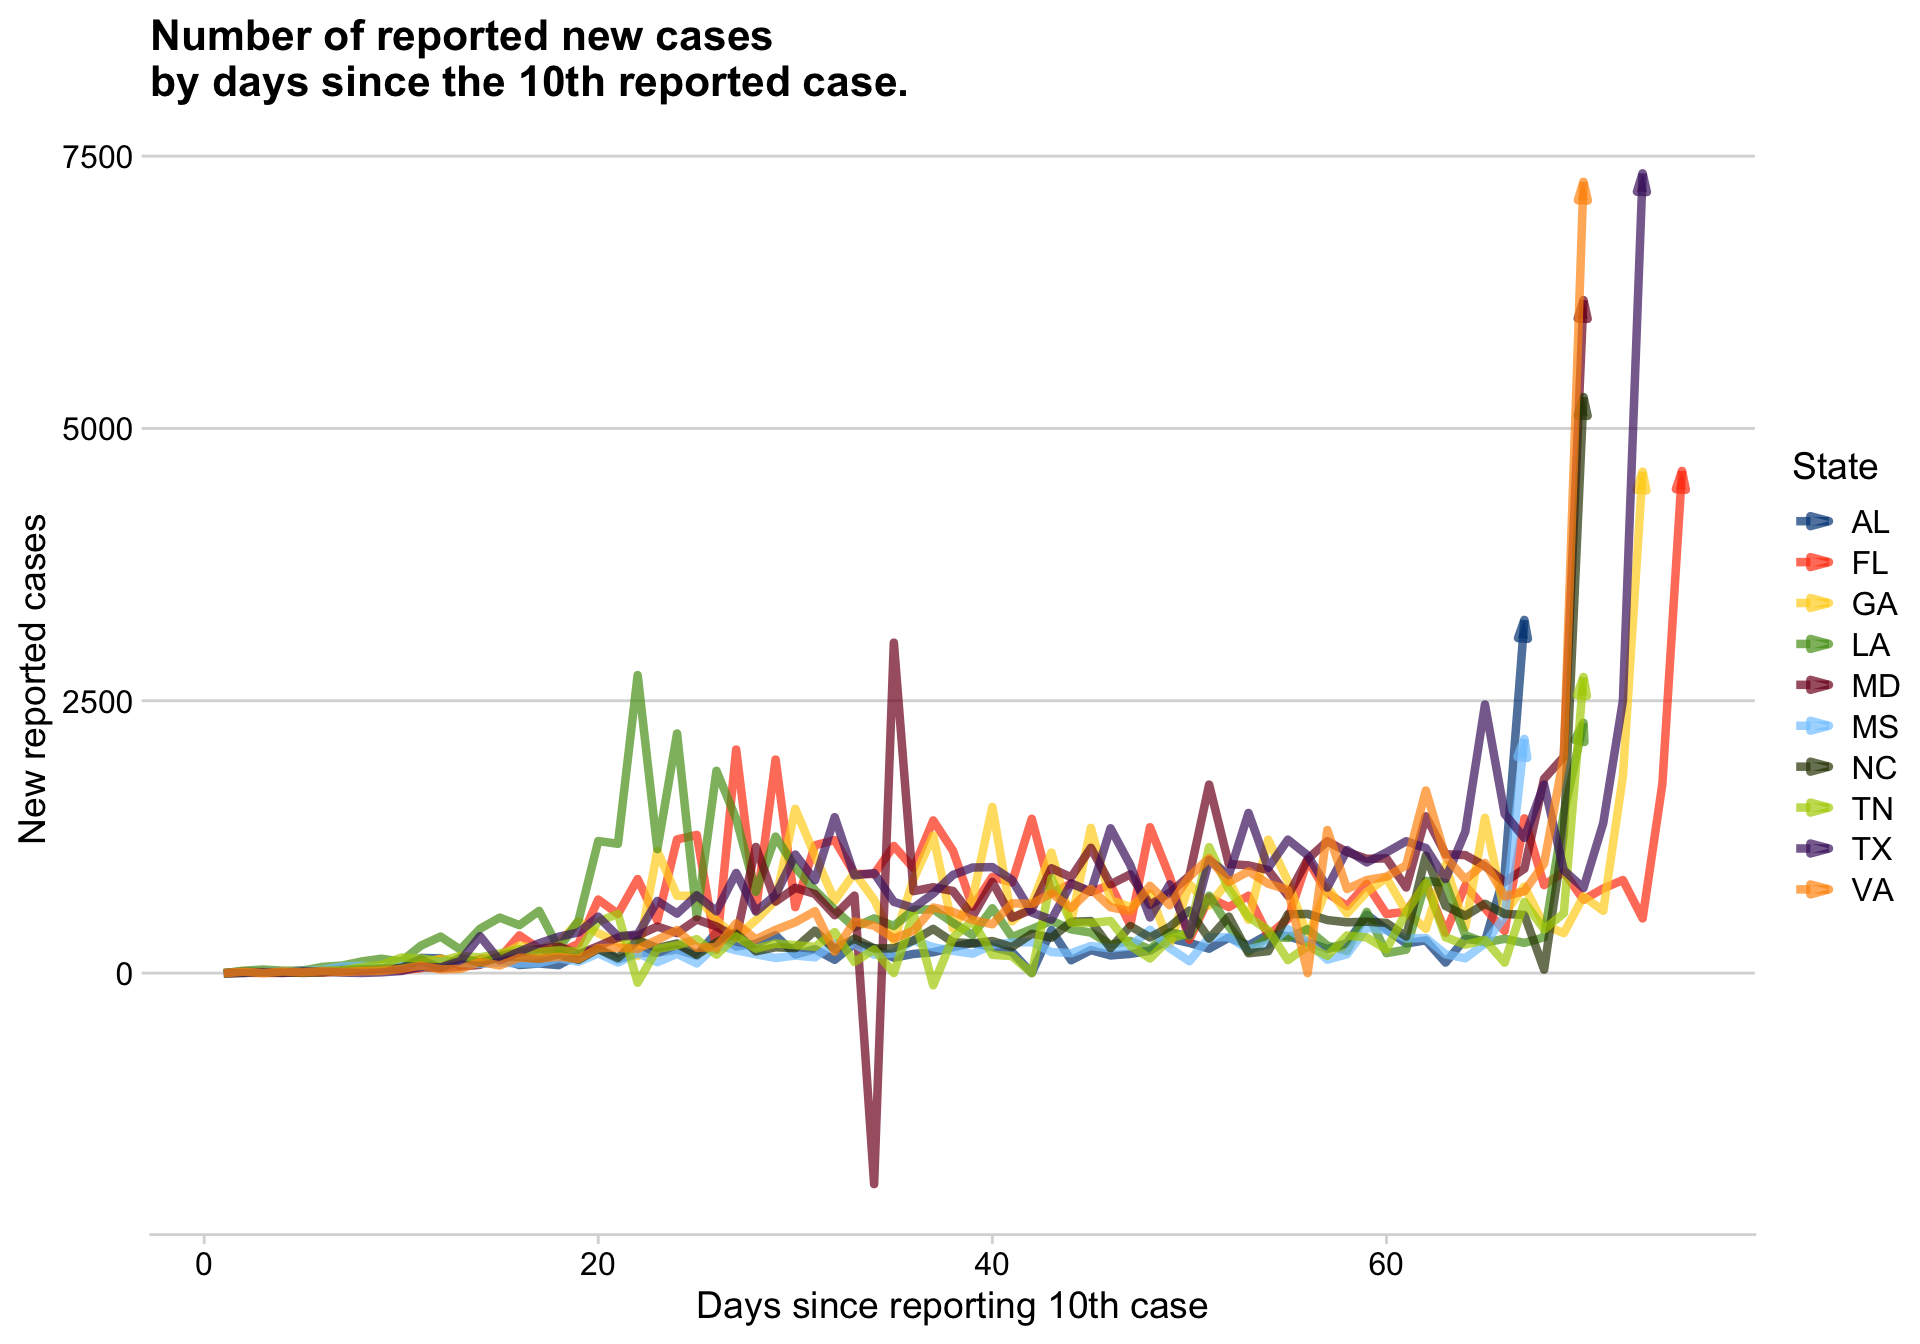 Number of reported new cases
by days since the 10th reported case.
7500
5000
2500
0
New reported cases
0 20 40 60
Days since reporting 10th case
State
AL
FL
GA
LA
MD
MS
NC
TN
TX
VA